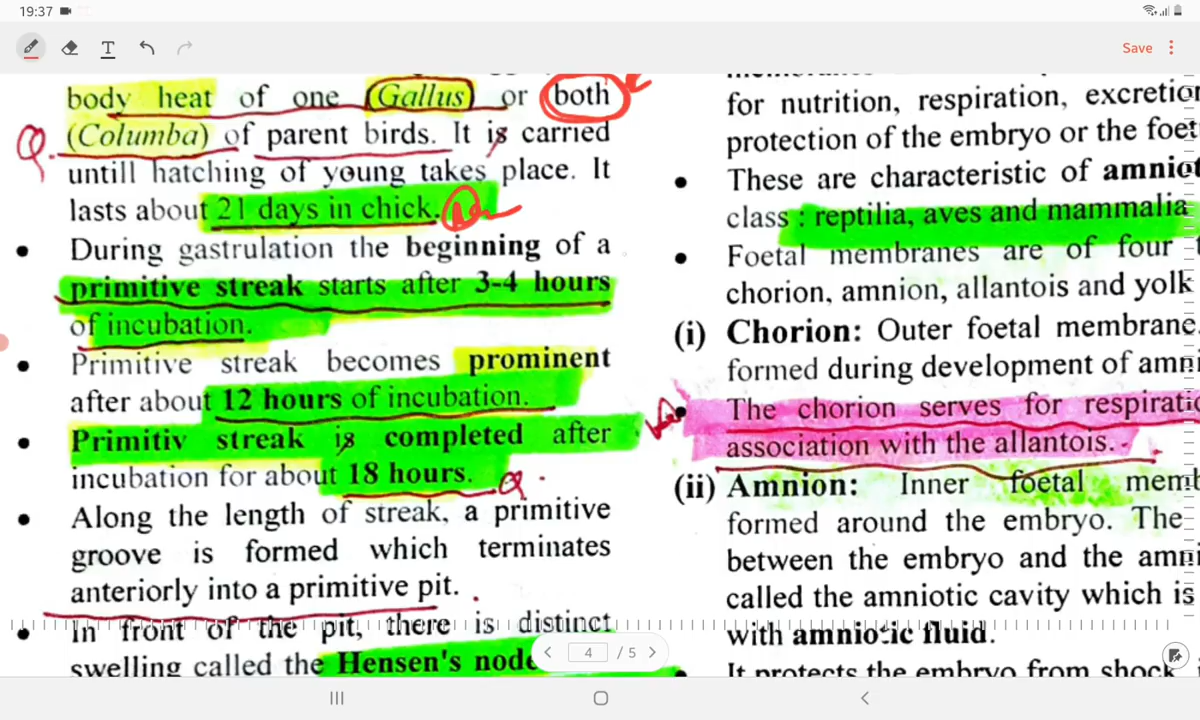 19:37
T
Save
body heat of one (Gallus) or both
(Columba) of parent birds. It is carried
untill hatching of young takes place. It
lasts about 21 days in chick.
During gastrulation the beginning of a
primitive streak starts after 3-4 hours
of incubation.
Primitive streak becomes prominent
after about 12 hours of incubation.
Primitiv streak is completed after
incubation for about 18 hours.
Along the length of streak, a primitive
groove is formed which terminates
anteriorly into a primitive pit.
In front of the pit, there is distinct
swelling called the Hensen's node
for nutrition, respiration,
protection of the embryo or the
These are characteristic of
class : reptilia, aves and mammalia
Foetal membranes are of four
chorion, amnion, allantois and yolk
(i) Chorion: Outer foetal membrane
formed during development of
The chorion serves for
association with the allantois.
(ii) Amnion: Inner foetal
formed around the embryo. The
between the embryo and the
called the amniotic cavity which is
with amniotic fluid.
It protects the embryo from shock
4 / 5